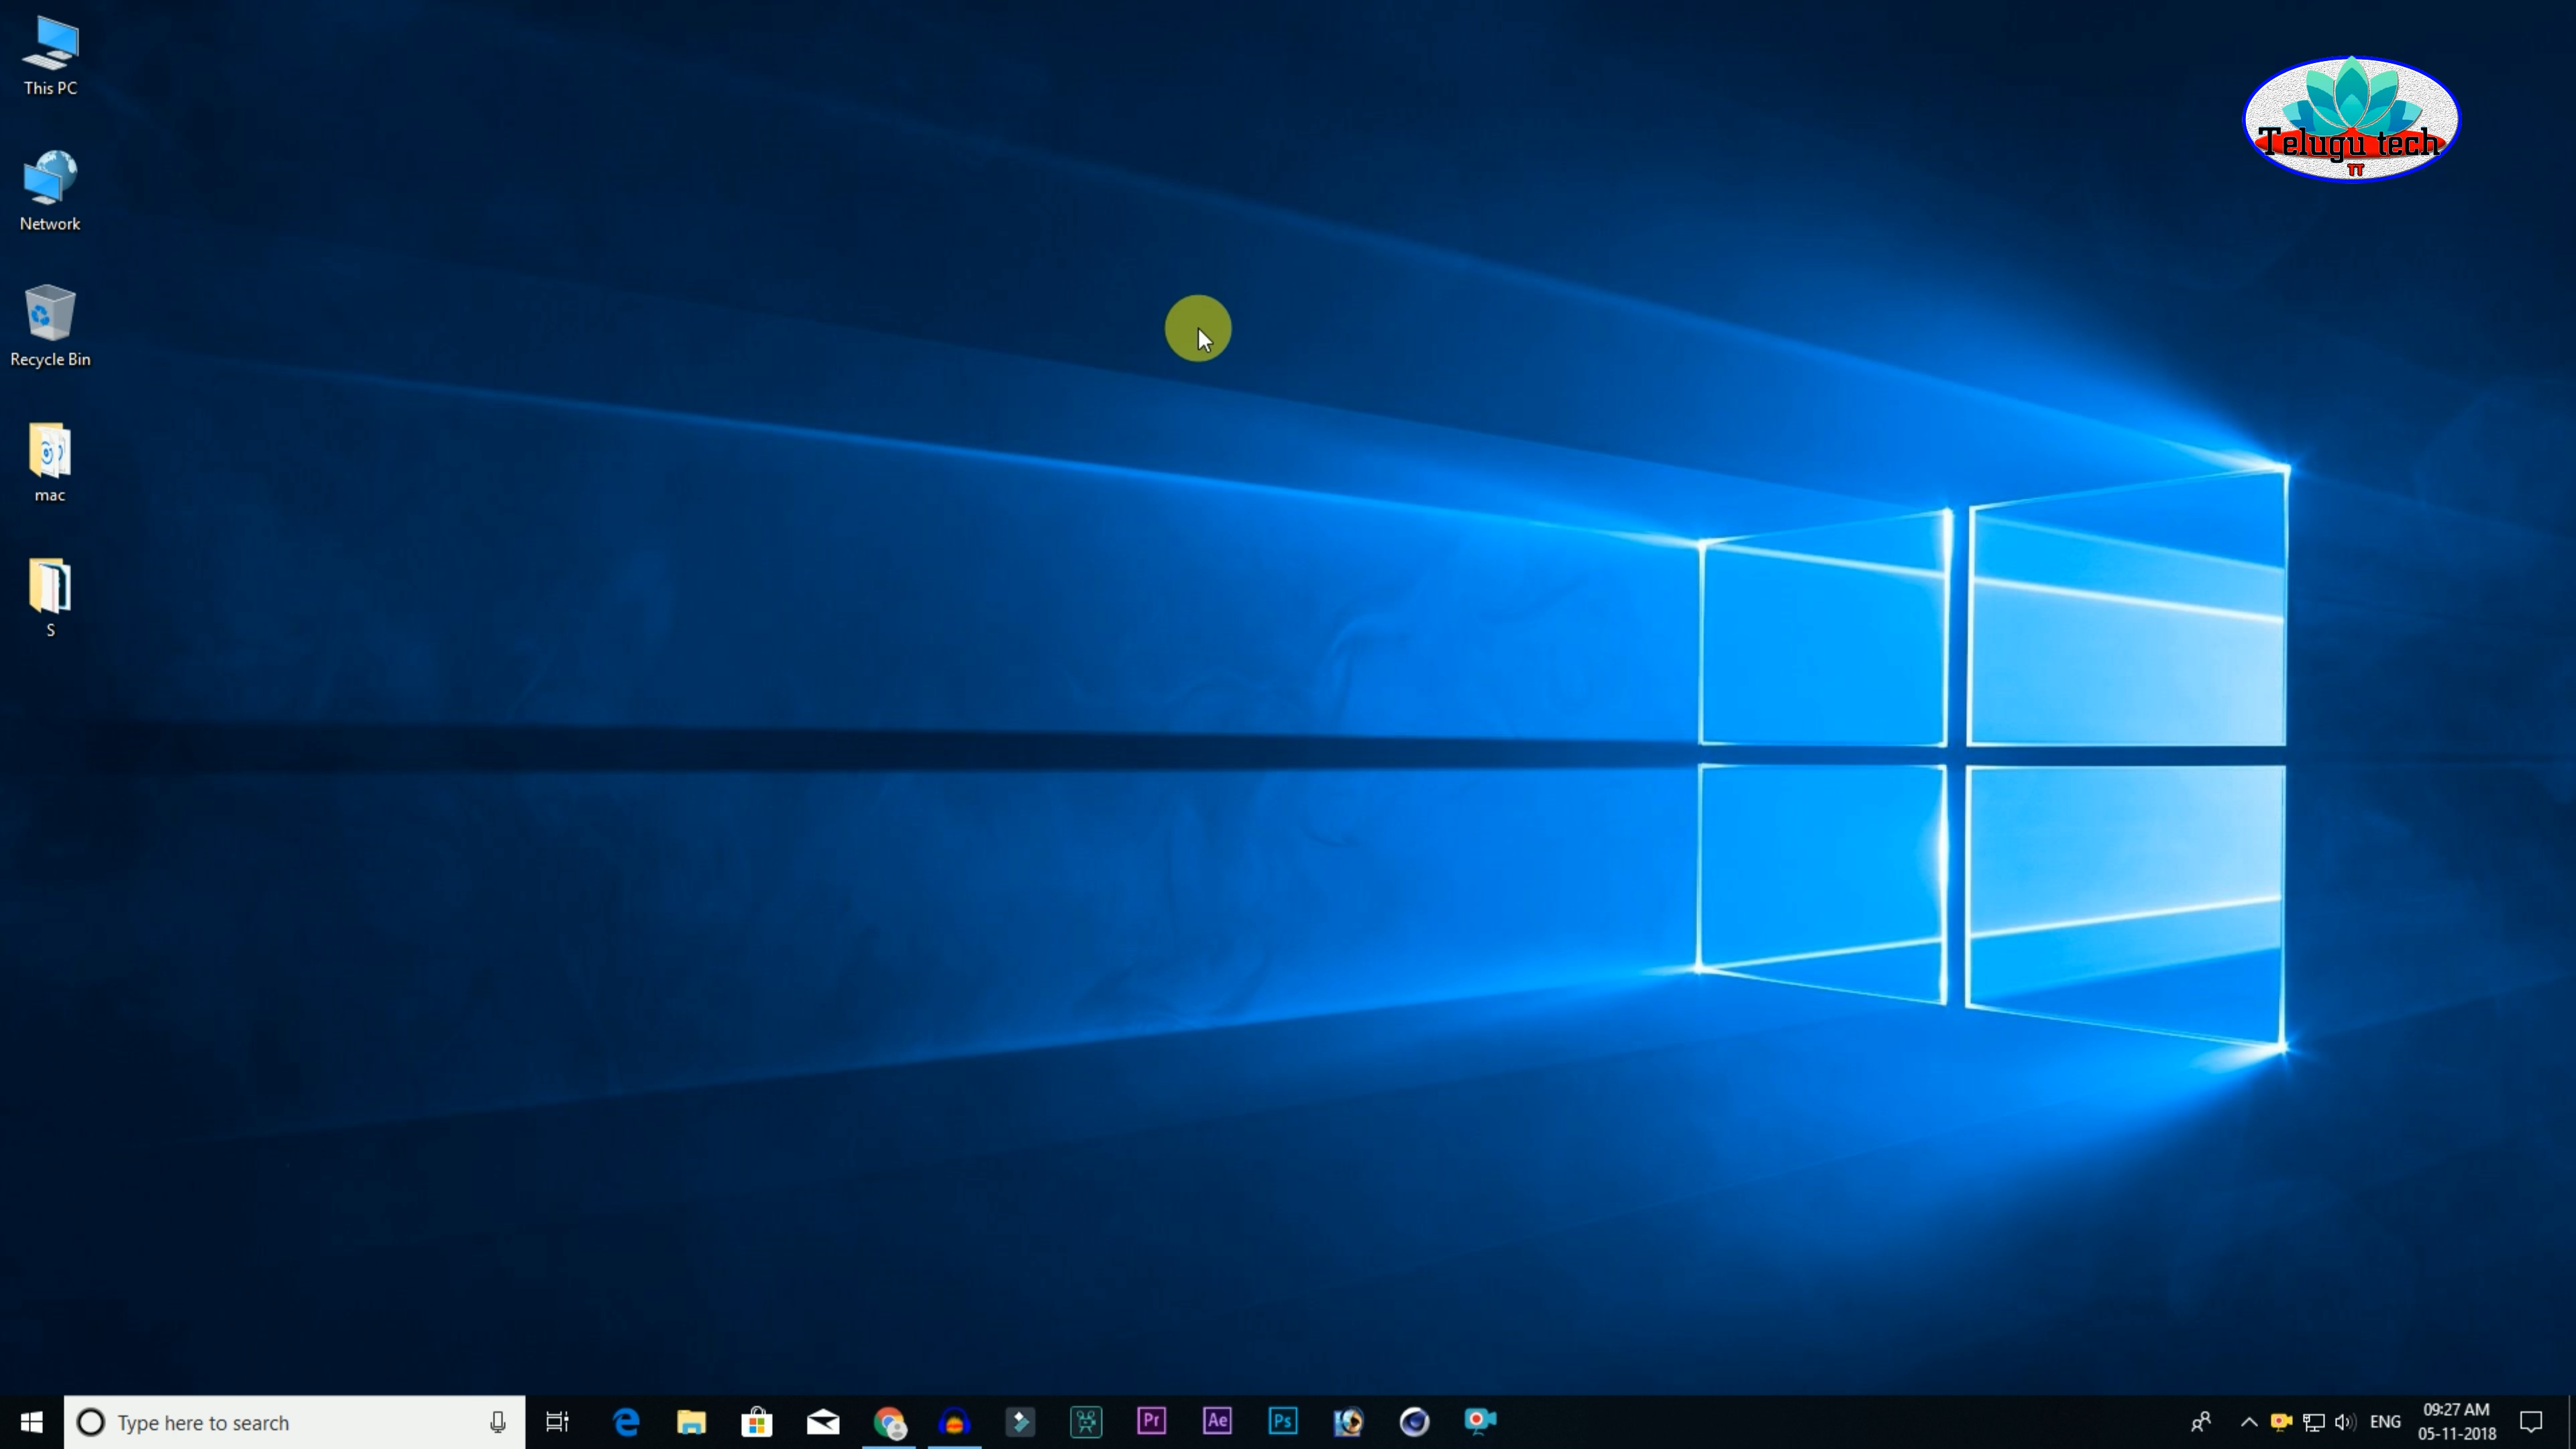 This PC
Network
Recycle Bin
mac
S
Telugu tech
TT
Type here to search
Pr
Ae
Ps
ENG
09:27 AM
05-11-2018